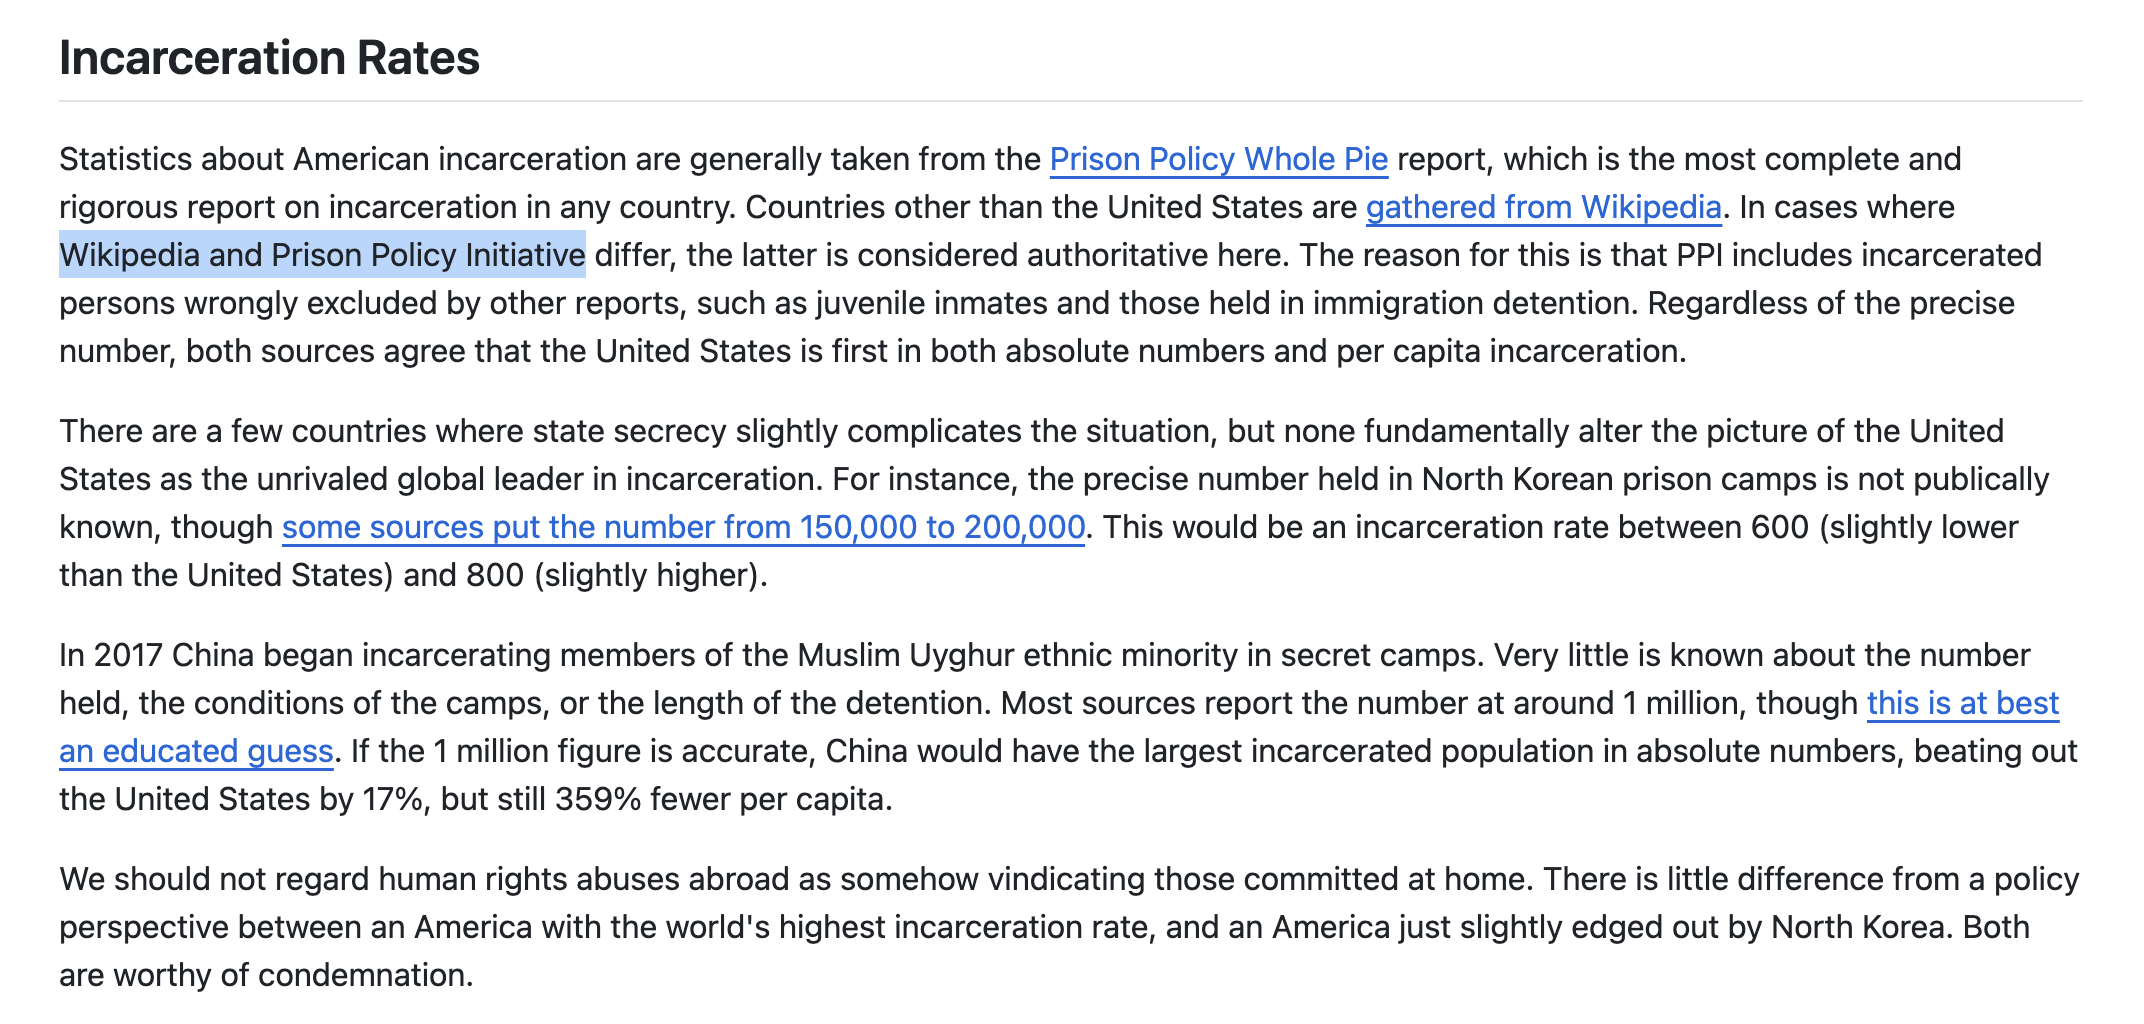 Incarceration Rates
Statistics about American incarceration are generally taken from the Prison Policy Whole Pie report, which is the most complete and
rigorous report on incarceration in any country. Countries other than the United States are gathered from Wikipedia. In cases where
Wikipedia and Prison Policy Initiative differ, the latter is considered authoritative here. The reason for this is that PPI includes incarcerated
persons wrongly excluded by other reports, such as juvenile inmates and those held in immigration detention. Regardless of the precise
number, both sources agree that the United States is first in both absolute numbers and per capita incarceration.
There are a few countries where state secrecy slightly complicates the situation, but none fundamentally alter the picture of the United
States as the unrivaled global leader in incarceration. For instance, the precise number held in North Korean prison camps is not publically
known, though some sources put the number from 150,000 to 200,000. This would be an incarceration rate between 600 (slightly lower
than the United States) and 800 (slightly higher).
In 2017 China began incarcerating members of the Muslim Uyghur ethnic minority in secret camps. Very little is known about the number
held, the conditions of the camps, or the length of the detention. Most sources report the number at around 1 million, though this is at best
an educated guess. If the 1 million figure is accurate, China would have the largest incarcerated population in absolute numbers, beating out
the United States by 17%, but still 359% fewer per capita.
We should not regard human rights abuses abroad as somehow vindicating those committed at home. There is little difference from a policy
perspective between an America with the world's highest incarceration rate, and an America just slightly edged out by North Korea. Both
are worthy of condemnation.